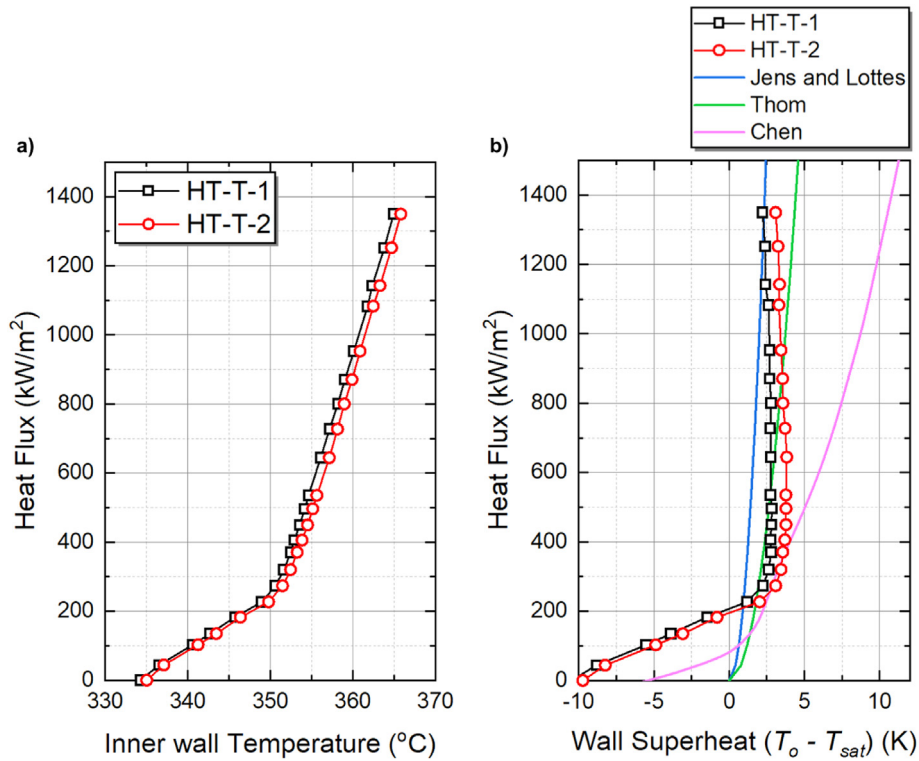 HT-T-1
HT-T-2
Jens and Lottes
Thom
Chen
a)
b)
HT-T-1
HT-T-2
1400
1200
1000
800
600
400
200
0
330 340 350 360 370
Heat Flux (kW/m²)
Inner wall Temperature (°C)
1400
1200
1000
800
600
400
200
0
-10 -5 0 5 10
Heat Flux (kW/m²)
Wall Superheat (Tₒ - Tsat) (K)